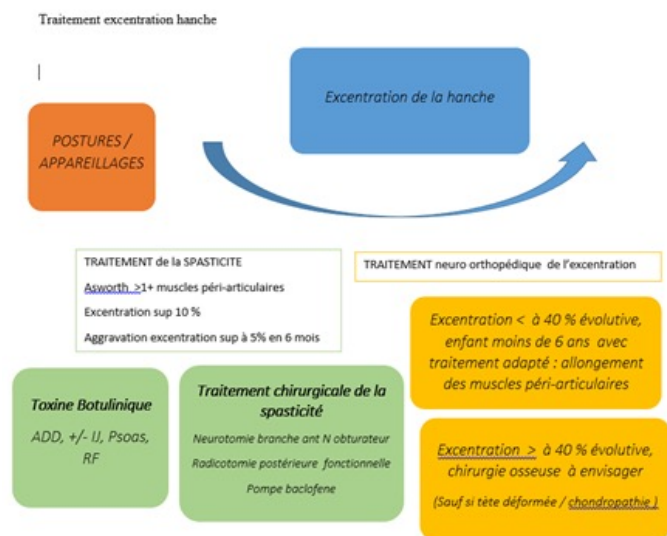 Traitement excentration hanche
Excentration de la hanche
POSTURES /
APPAREILLAGES
TRAITEMENT de la SPASTICITE
Asworth >1+ muscles péri-articulaires
Excentration sup 10 %
Aggravation excentration sup à 5% en 6 mois
TRAITEMENT neuro orthopédique de l'excentration
Toxine Botulinique
ADD, +/- IJ, Psoas,
RF
Traitement chirurgicale de la
spasticité
Neurotomie branche ant N obturateur
Radicotomie postérieure fonctionnelle
Pompe baclofene
Excentration < à 40 % évolutive,
enfant moins de 6 ans avec
traitement adapté : allongement
des muscles péri-articulaires
Excentration > à 40 % évolutive,
chirurgie osseuse à envisager
(Sauf si tète déformée / chondropathie )